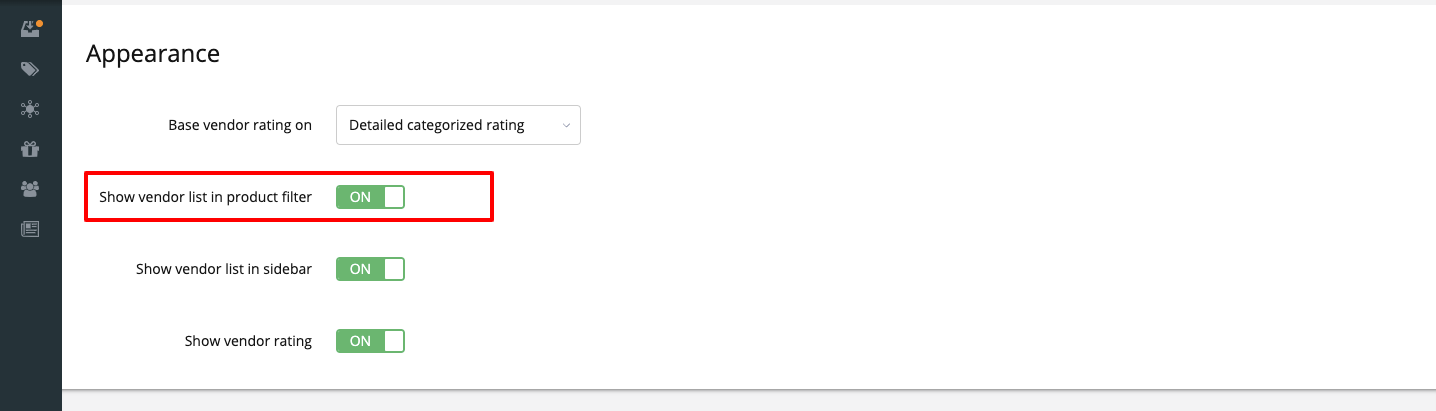 Appearance
Base vendor rating on Detailed categorized rating
Show vendor list in product filter ON
Show vendor list in sidebar ON
Show vendor rating ON